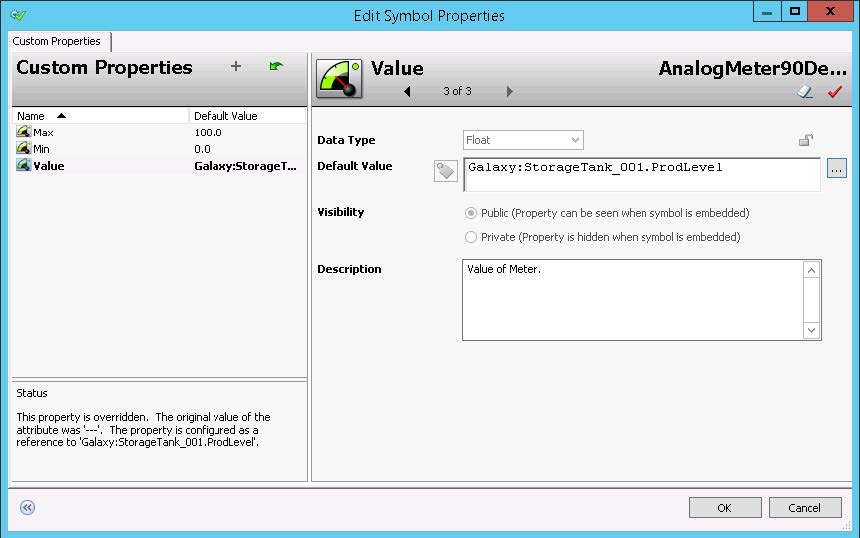 Edit Symbol Properties
Custom Properties
Custom Properties
Name Default Value
Max 100.0
Min 0.0
Value Galaxy:StorageT...
Status
This property is overridden. The original value of the
attribute was '---'. The property is configured as a
reference to 'Galaxy:StorageTank_001.ProdLevel'.
Value AnalogMeter90De...
3 of 3
Data Type Float
Default Value Galaxy:StorageTank_001.ProdLevel ...
Visibility Public (Property can be seen when symbol is embedded)
Private (Property is hidden when symbol is embedded)
Description Value of Meter.
OK Cancel